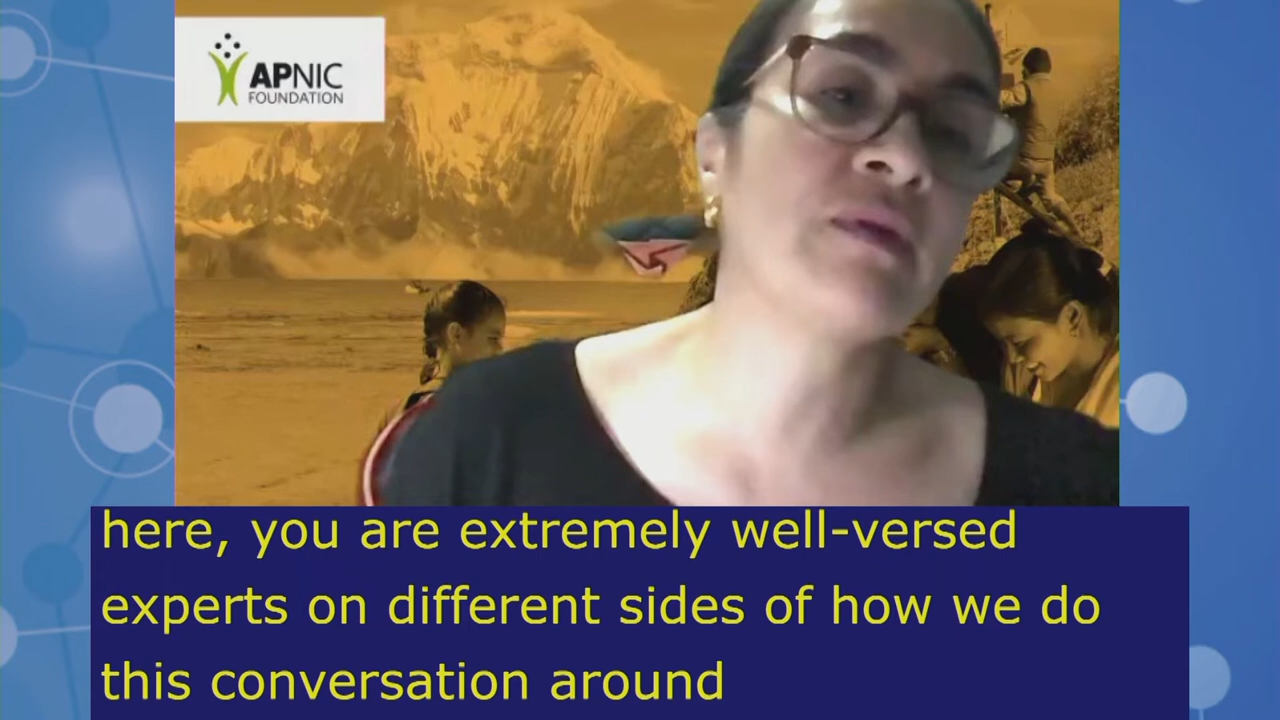 APNIC
FOUNDATION
here, you are extremely well-versed
experts on different sides of how we do
this conversation around